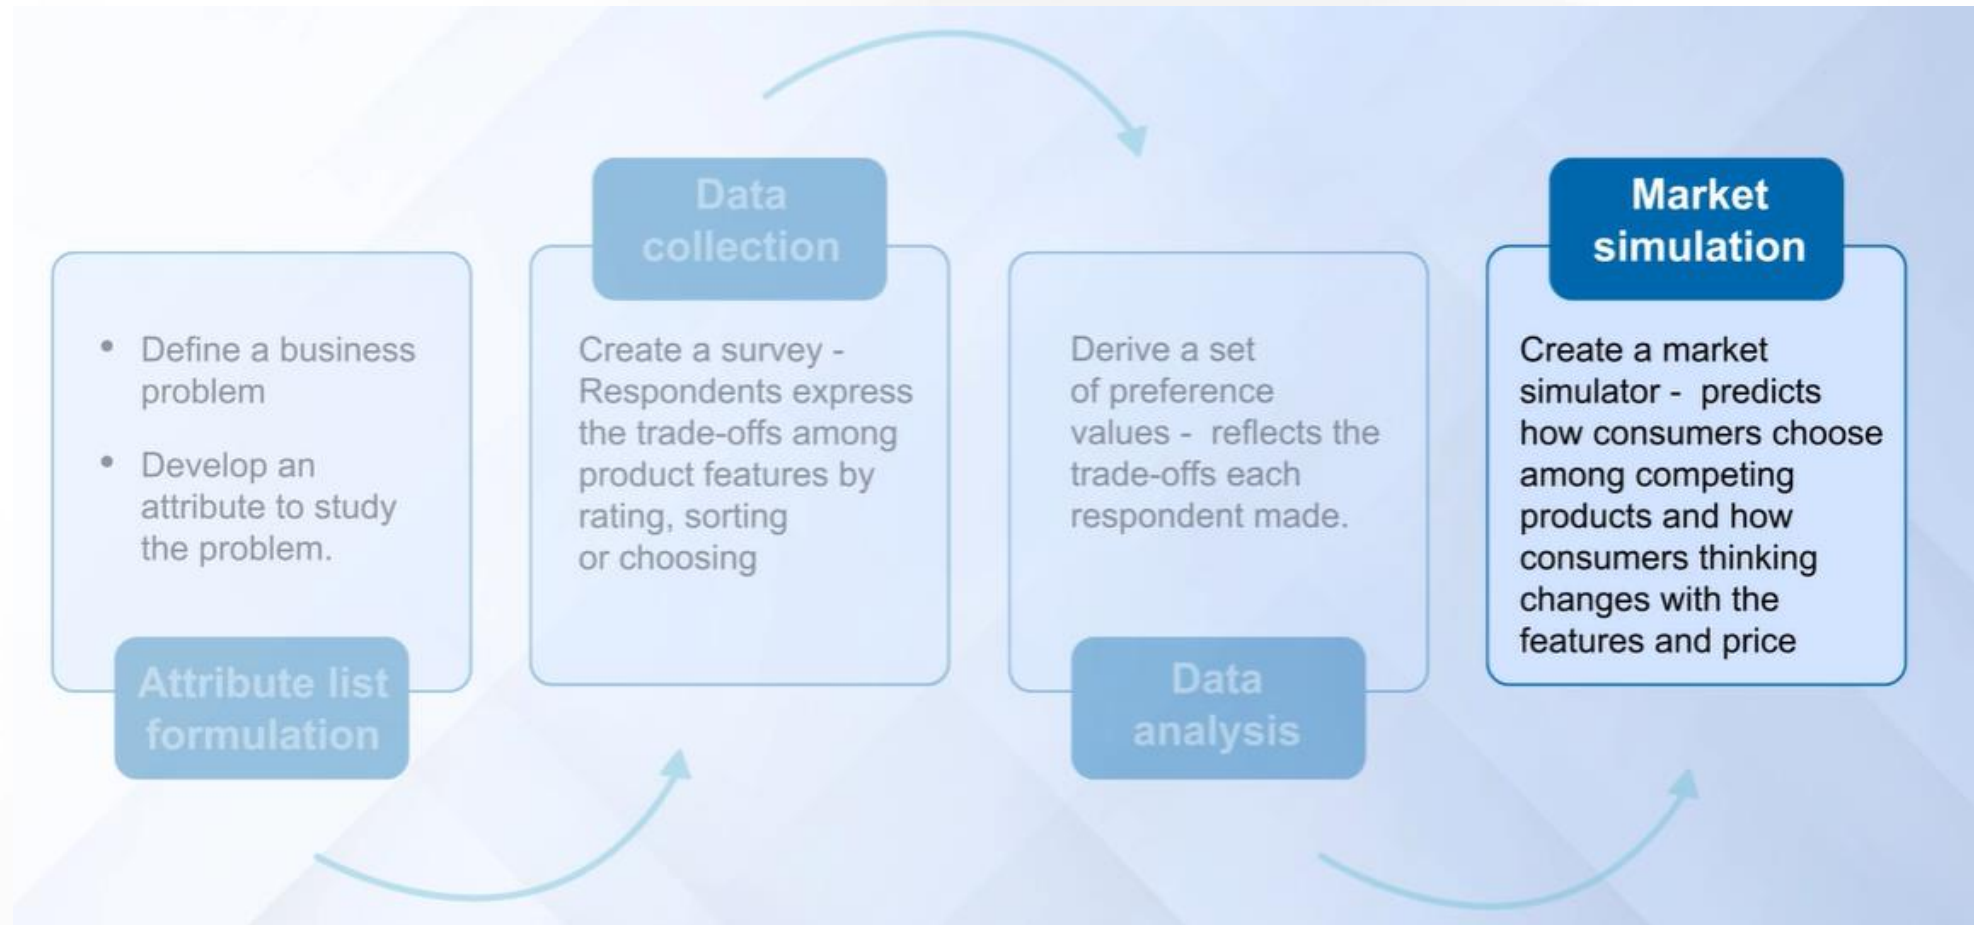 • Define a business
problem
• Develop an
attribute to study
the problem.
Attribute list
formulation
Data
collection
Create a survey -
Respondents express
the trade-offs among
product features by
rating, sorting
or choosing
Derive a set
of preference
values -  reflects the
trade-offs each
respondent made.
Data
analysis
Market
simulation
Create a market
simulator -  predicts
how consumers choose
among competing
products and how
consumers thinking
changes with the
features and price